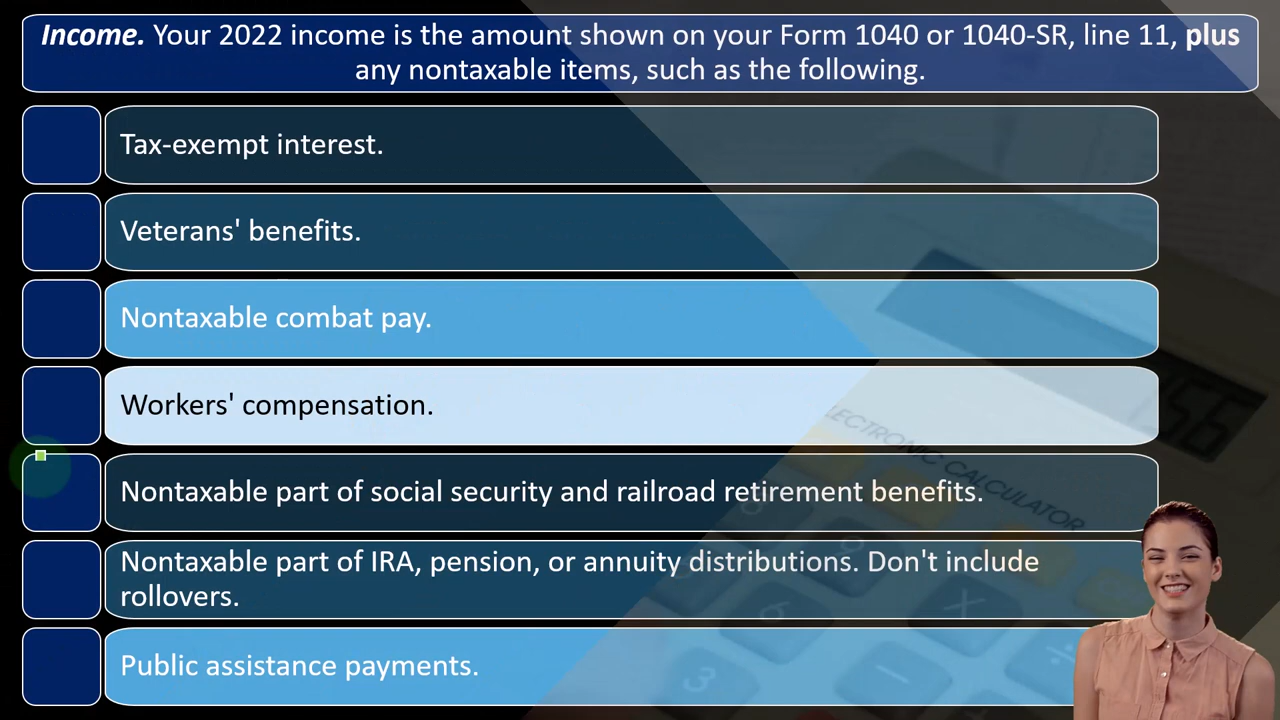 Income. Your 2022 income is the amount shown on your Form 1040 or 1040-SR, line 11, plus
any nontaxable items, such as the following.
Tax-exempt interest.
Veterans' benefits.
Nontaxable combat pay.
Workers' compensation.
Nontaxable part of social security and railroad retirement benefits.
Nontaxable part of IRA, pension, or annuity distributions. Don't include
rollovers.
Public assistance payments.